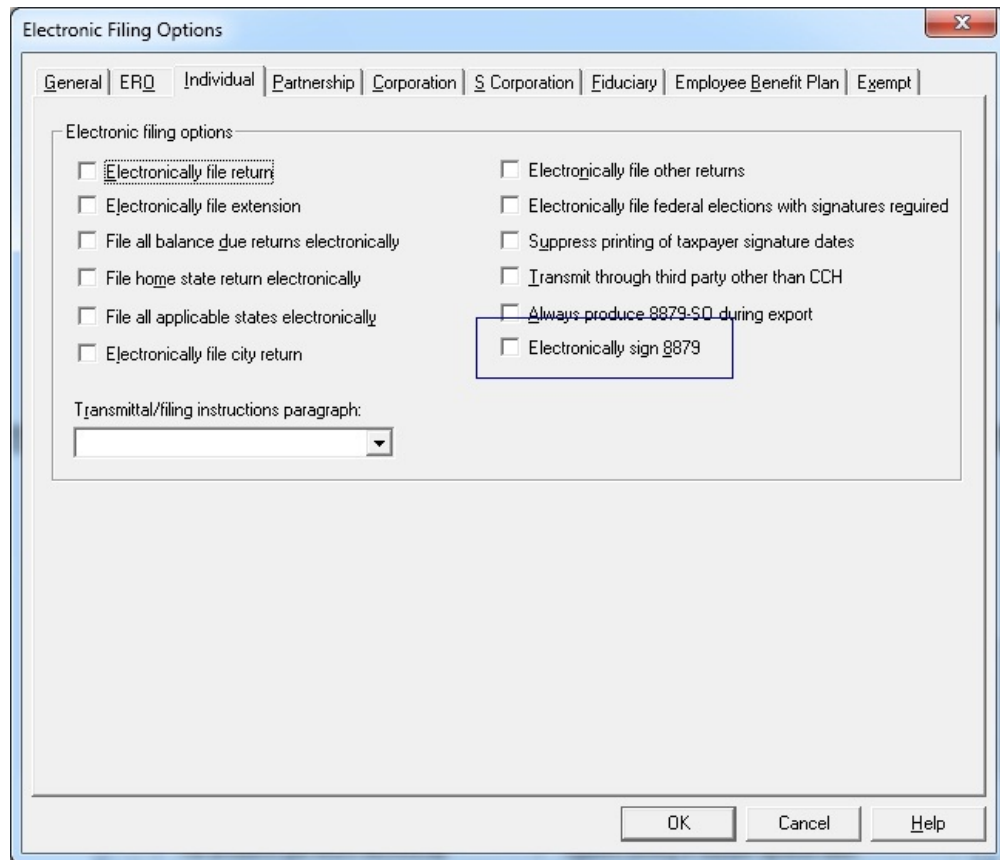 Electronic Filing Options
General ERO Individual Partnership Corporation S Corporation Fiduciary Employee Benefit Plan Exempt
Electronic filing options
Electronically file return
Electronically file extension
File all balance due returns electronically
File home state return electronically
File all applicable states electronically
Electronically file city return
Electronically file other returns
Electronically file federal elections with signatures required
Suppress printing of taxpayer signature dates
Transmit through third party other than CCH
Always produce 8879-SO during export
Electronically sign 8879
Transmittal/filing instructions paragraph:
OK Cancel Help